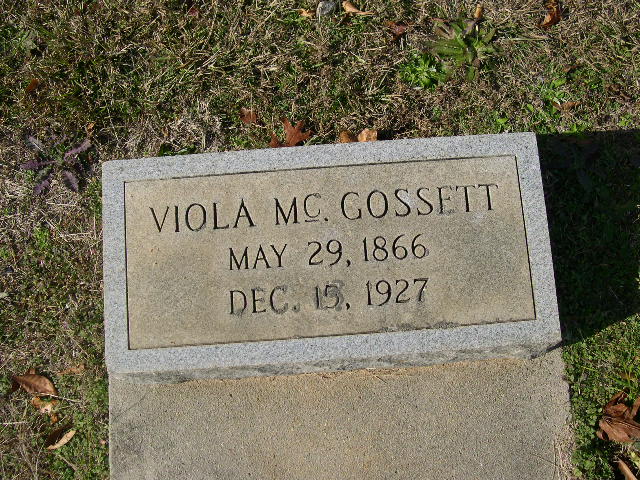 VIOLA MC. GOSSETT
MAY 29, 1866
DEC. 15, 1927